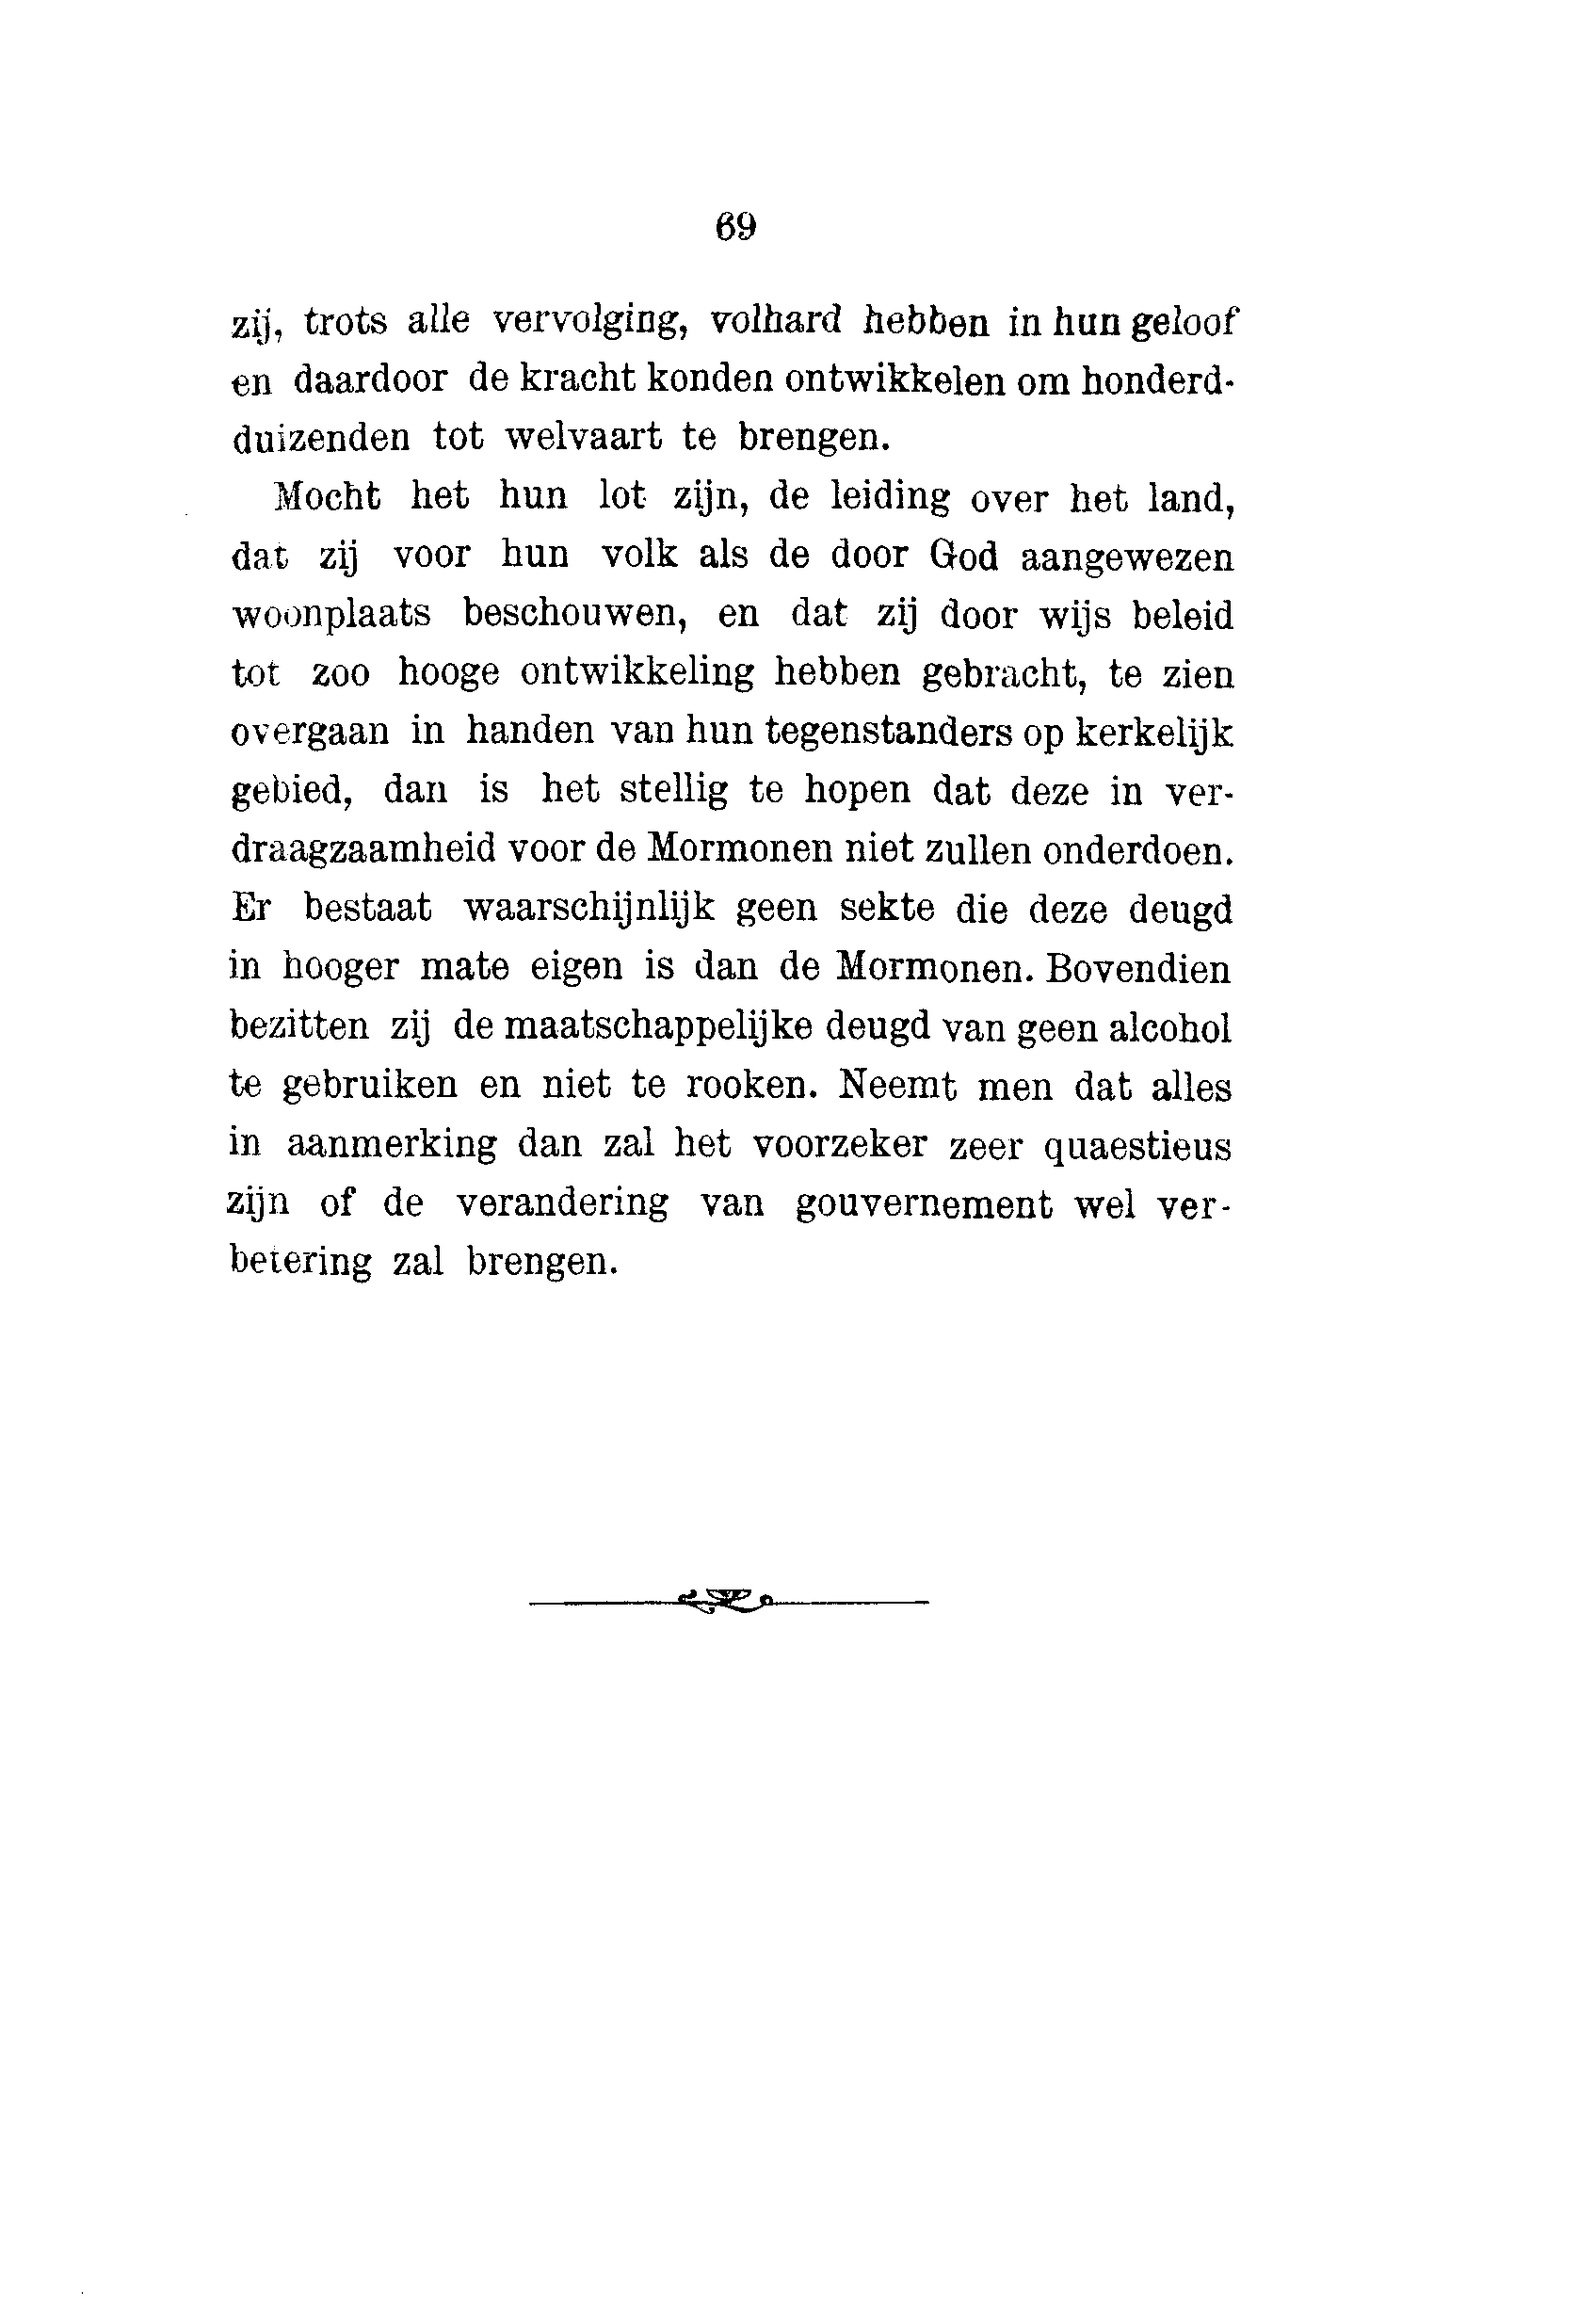 69
zij, trots alle vervolging, volhard hebben in hun geloof
en daardoor de kracht konden ontwikkelen om honderd-
duizenden tot welvaart te brengen.
Mocht het hun lot zijn, de leiding over het land,
dat zij voor hun volk als de door God aangewezen
woonplaats beschouwen, en dat zij door wijs beleid
tot zoo hooge ontwikkeling hebben gebracht, te zien
overgaan in handen van hun tegenstanders op kerkelijk
gebied, dan is het stellig te hopen dat deze in ver-
draagzaamheid voor de Mormonen niet zullen onderdoen.
Er bestaat waarschijnlijk geen sekte die deze deugd
in hooger mate eigen is dan de Mormonen. Bovendien
bezitten zij de maatschappelijke deugd van geen alcohol
te gebruiken en niet te rooken. Neemt men dat alles
in aanmerking dan zal het voorzeker zeer quaestieus
zijn of de verandering van gouvernement wel ver-
betering zal brengen.